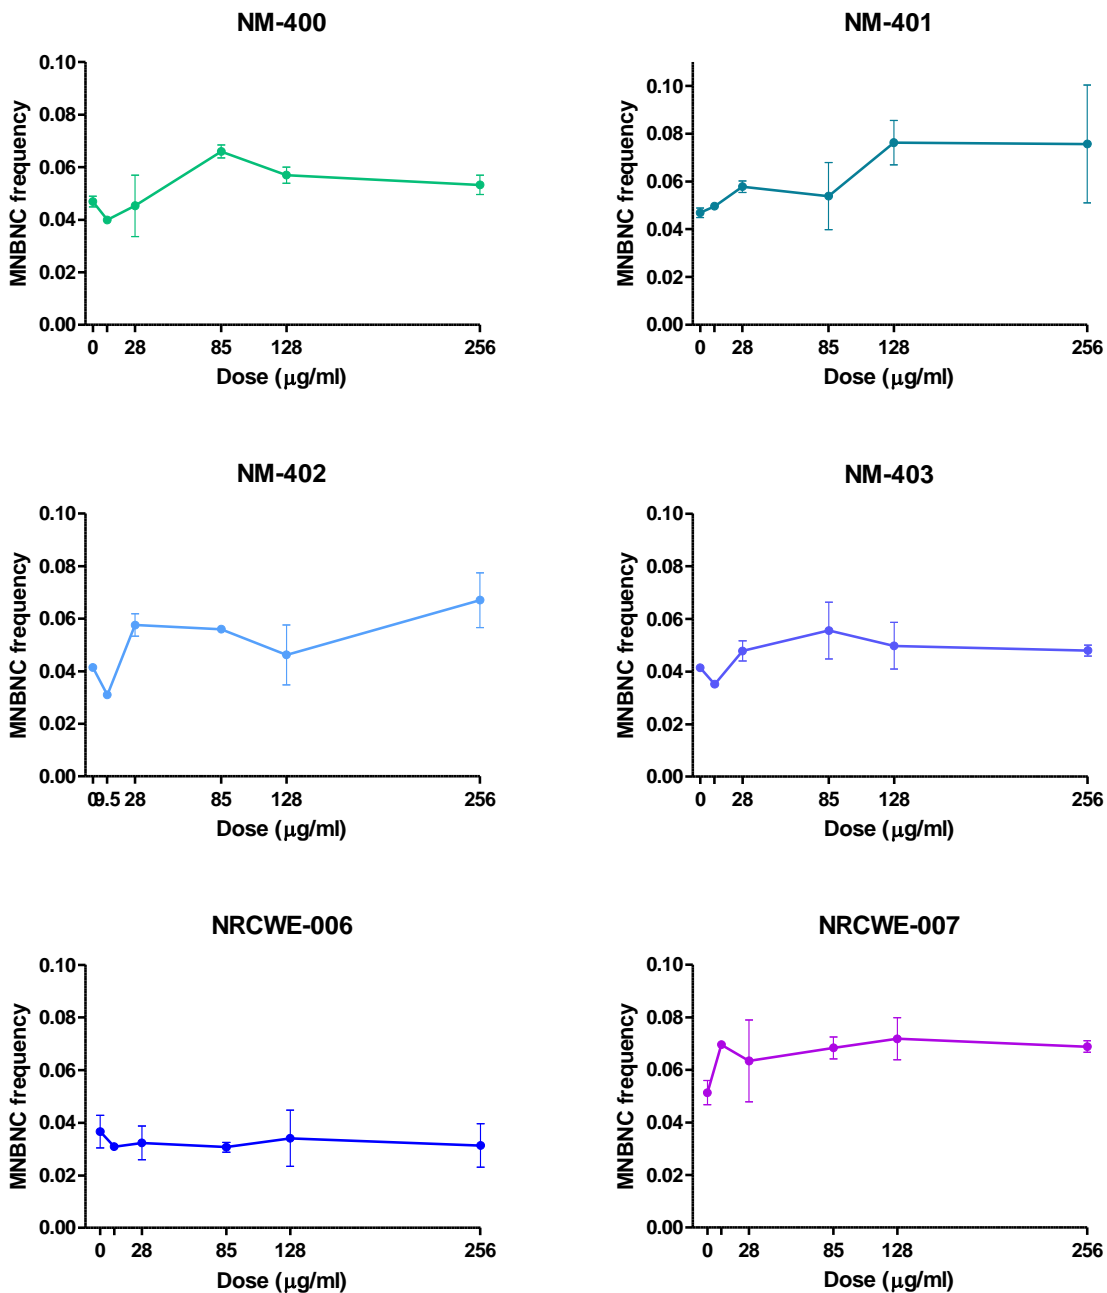 NM-400
MNBNC frequency
0.10
0.08
0.06
0.04
0.02
0.00
0 28 85 128 256
Dose (μg/ml)
NM-401
MNBNC frequency
0.10
0.08
0.06
0.04
0.02
0.00
0 28 85 128 256
Dose (μg/ml)
NM-402
MNBNC frequency
0.10
0.08
0.06
0.04
0.02
0.00
0 9.5 28 85 128 256
Dose (μg/ml)
NM-403
MNBNC frequency
0.10
0.08
0.06
0.04
0.02
0.00
0 28 85 128 256
Dose (μg/ml)
NRCWE-006
MNBNC frequency
0.10
0.08
0.06
0.04
0.02
0.00
0 28 85 128 256
Dose (μg/ml)
NRCWE-007
MNBNC frequency
0.10
0.08
0.06
0.04
0.02
0.00
0 28 85 128 256
Dose (μg/ml)